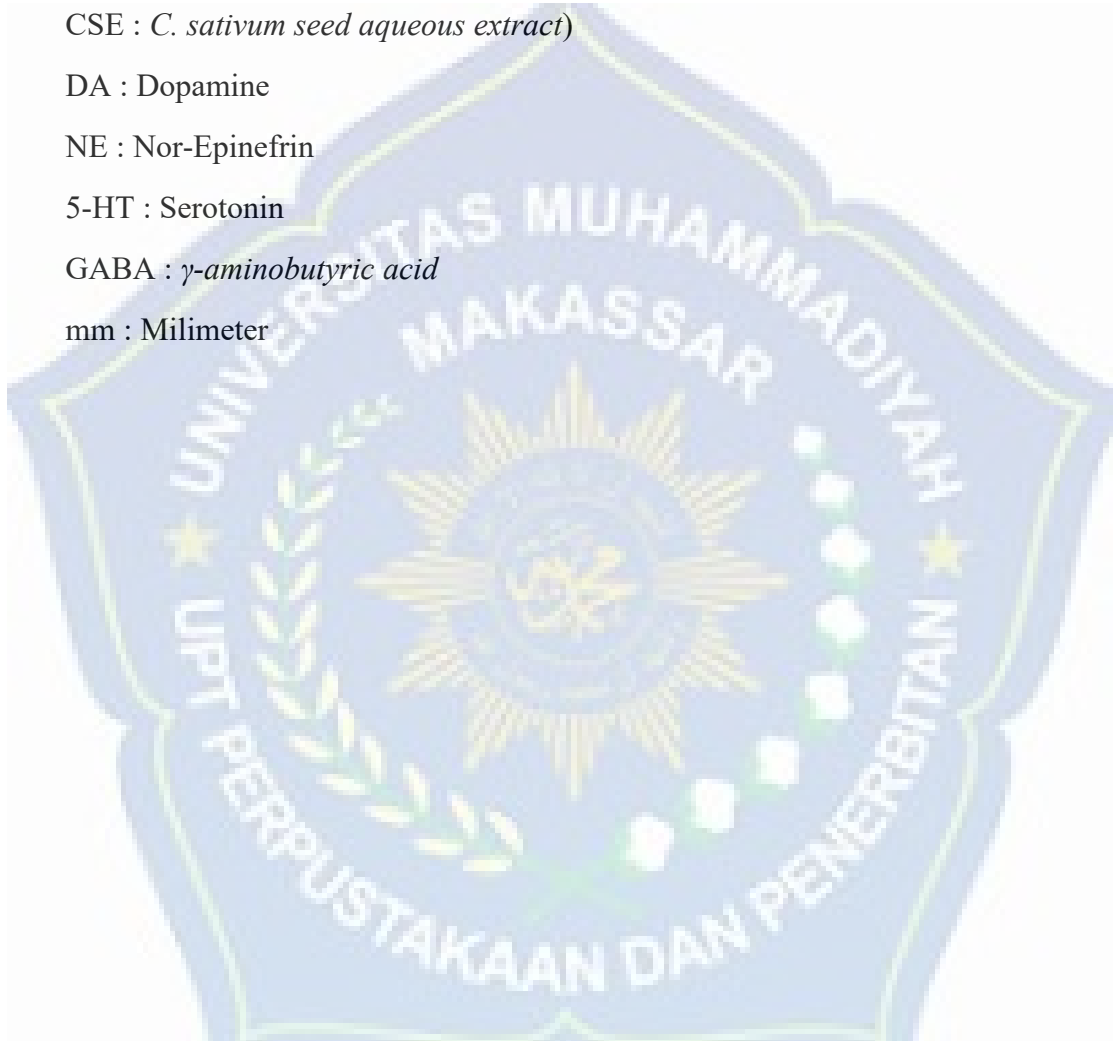 CSE : C. sativum seed aqueous extract)
DA : Dopamine
NE : Nor-Epinefrin
5-HT : Serotonin
GABA : γ-aminobutyric acid
mm : Milimeter
UNIVERSITAS MUHAMMADIYAH
MAKASSAR
UPT PERPUSTAKAAN DAN PENERBITAN